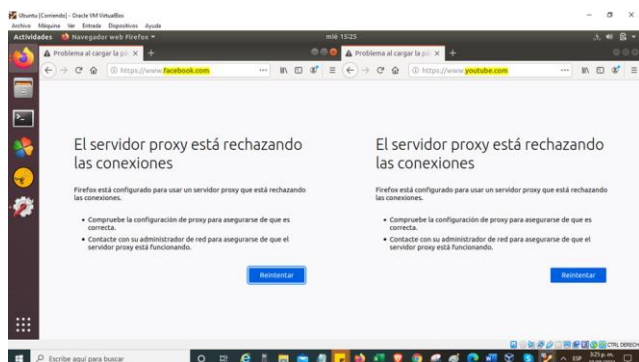 Ubuntu [Corriendo] - Oracle VM VirtualBox
Archivo Máquina Ver Entrada Dispositivos Ayuda
Actividades Navegador web Firefox mié 15:25
Problema al cargar la pá
https://www.facebook.com
El servidor proxy está rechazando
las conexiones
Firefox está configurado para usar un servidor proxy que está rechazando
las conexiones.
Compruebe la configuración de proxy para asegurarse de que es
correcta.
Contacte con su administrador de red para asegurarse de que el
servidor proxy está funcionando.
Reintentar
Problema al cargar la pá
https://www.youtube.com
El servidor proxy está rechazando
las conexiones
Firefox está configurado para usar un servidor proxy que está rechazando
las conexiones.
Compruebe la configuración de proxy para asegurarse de que es
correcta.
Contacte con su administrador de red para asegurarse de que el
servidor proxy está funcionando.
Reintentar
CTRL DERECHA
Escribe aquí para buscar
ESP 3:25 p. m.